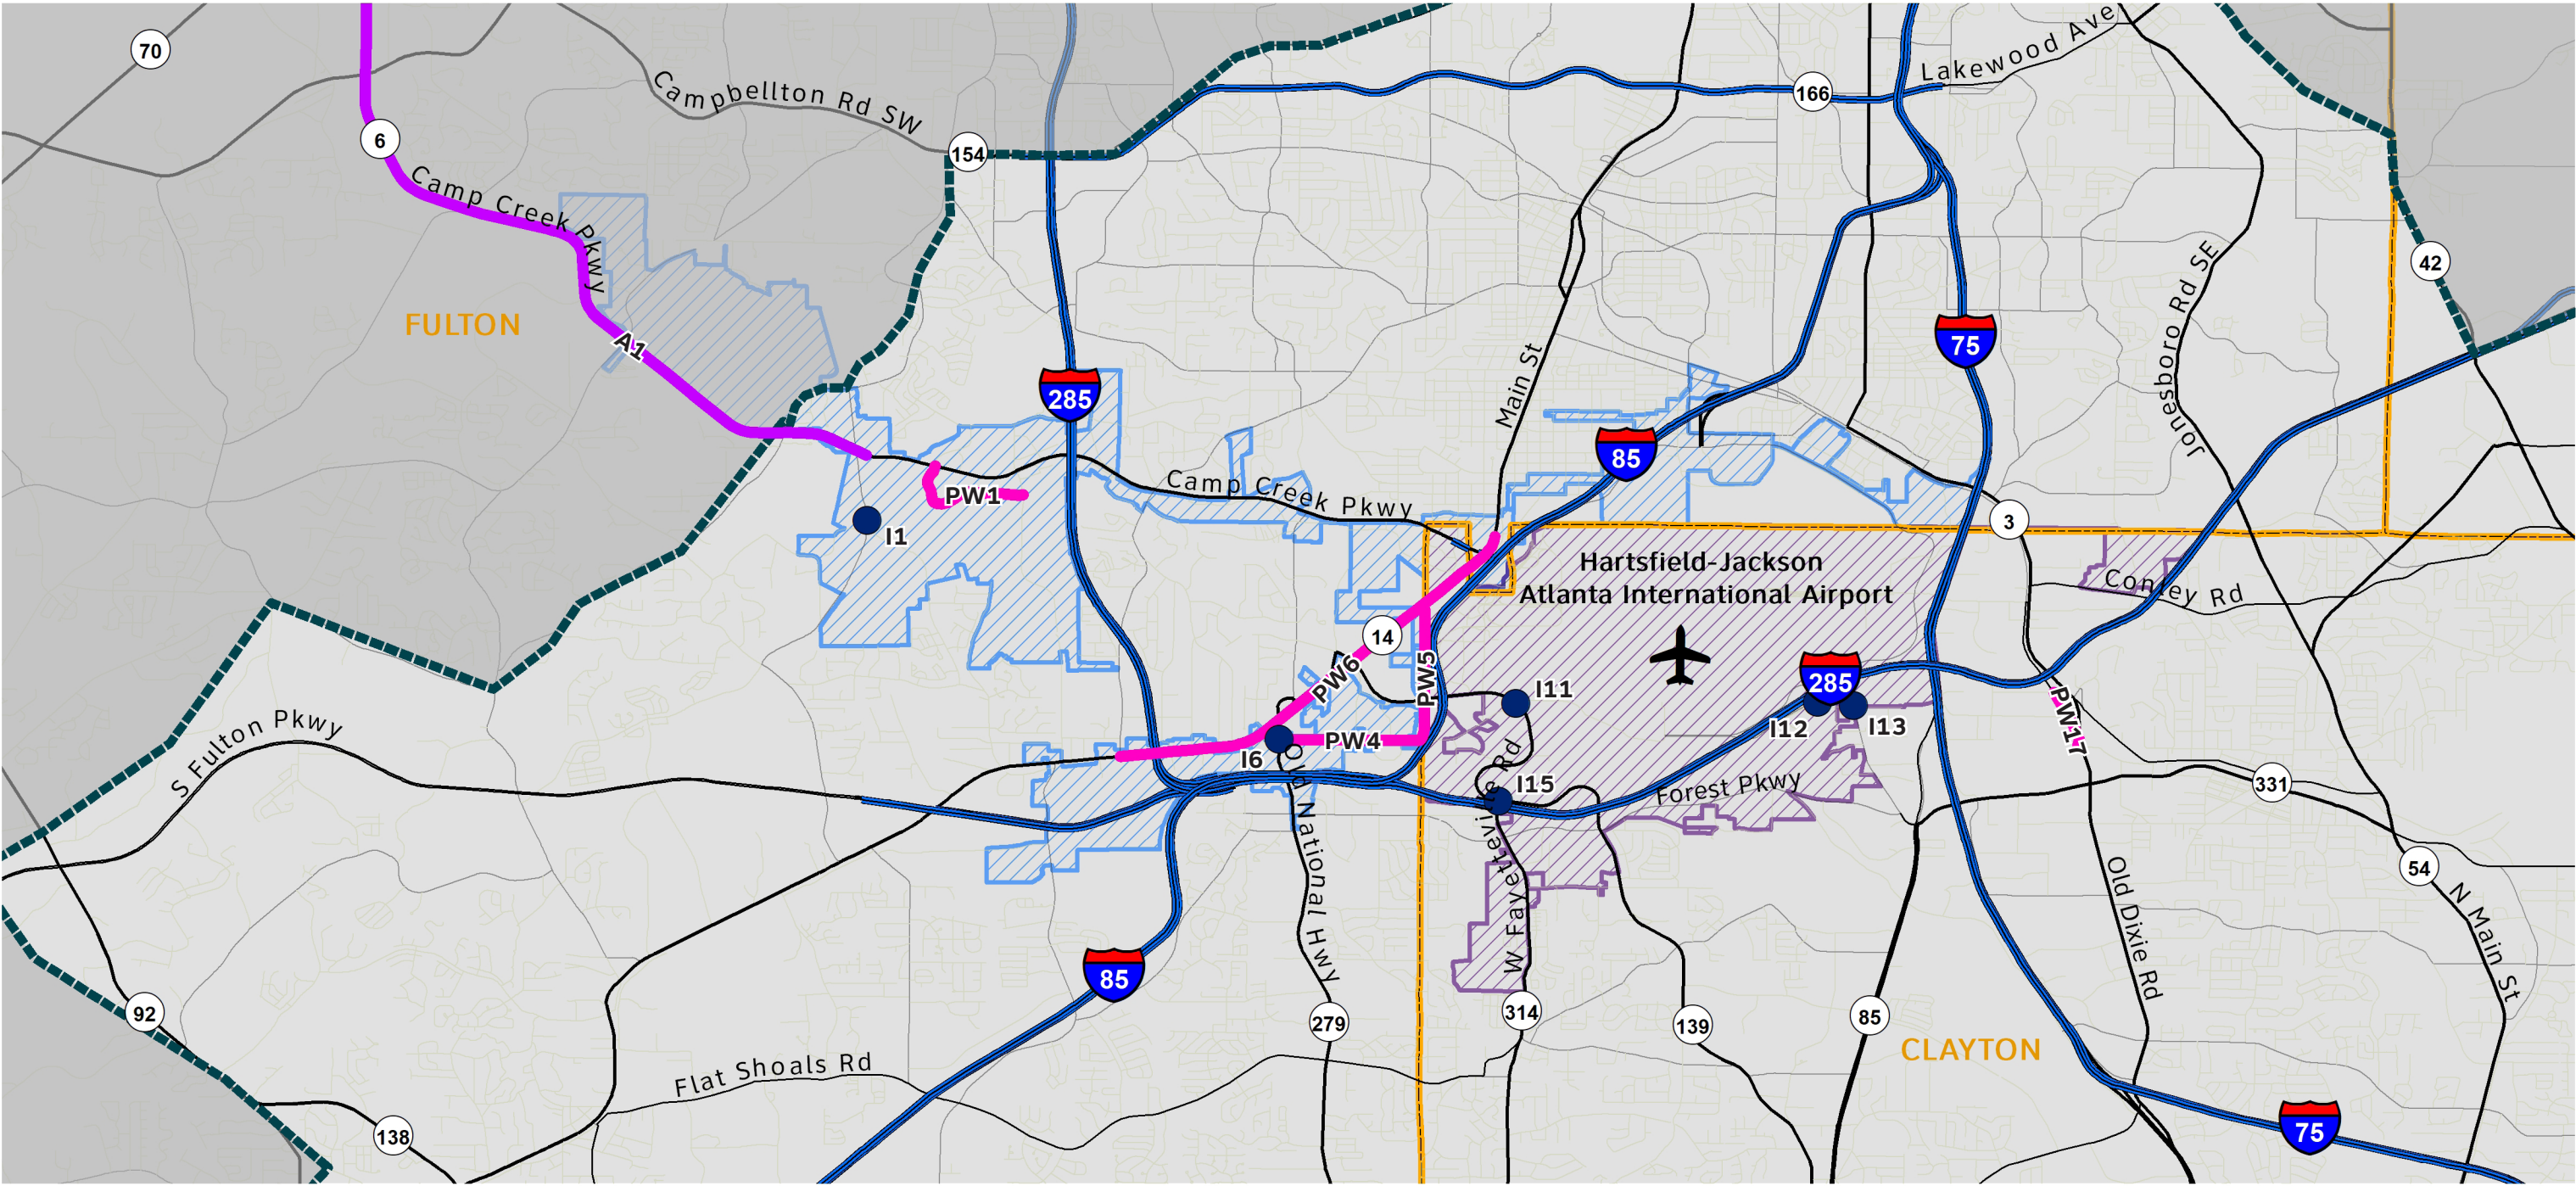 70
6
Campbellton Rd SW
154
166
Lakewood Ave
Camp Creek Pkwy
42
FULTON
A1
285
75
Jonesboro Rd SE
Main St
85
PW1
Camp Creek Pkwy
I1
3
Hartsfield-Jackson
Atlanta International Airport
Conley Rd
14
PW6
PW5
I11
285
I12
I13
PW17
S Fulton Pkwy
I6
PW4
Old National Hwy
W Fayetteville Rd
I15
Forest Pkwy
331
54
Old Dixie Rd
N Main St
85
92
279
314
139
85
CLAYTON
Flat Shoals Rd
138
75